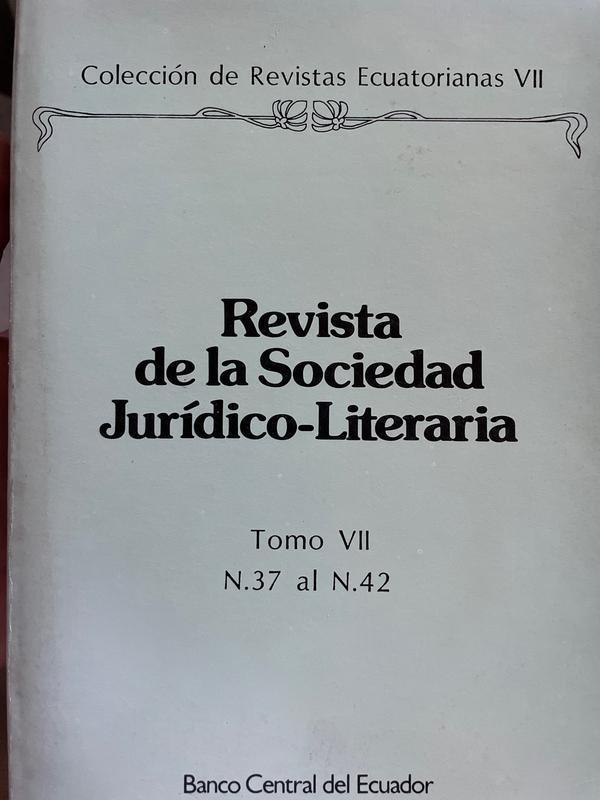 Colección de Revistas Ecuatorianas VII
Revista
de la Sociedad
Jurídico-Literaria
Tomo VII
N.37 al N.42
Banco Central del Ecuador